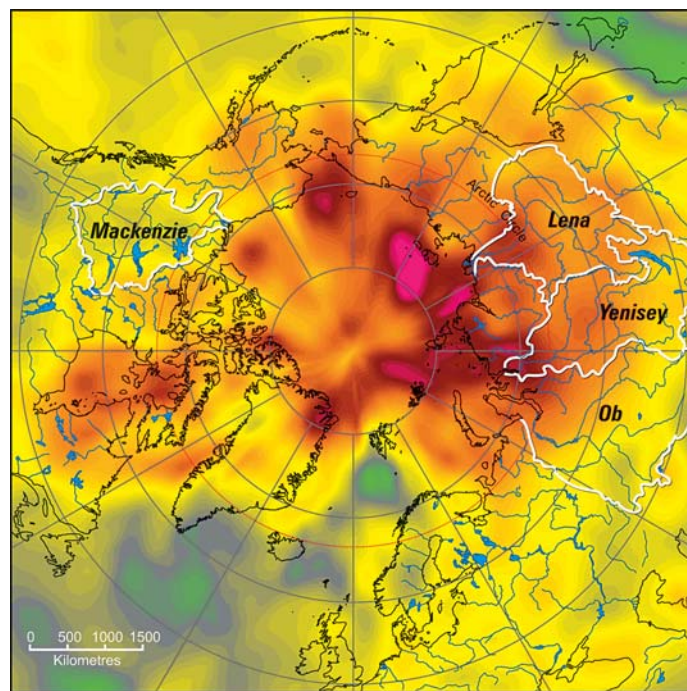 Arctic Circle
Mackenzie
Lena
Yenisey
Ob
0 500 1000 1500
Kilometres